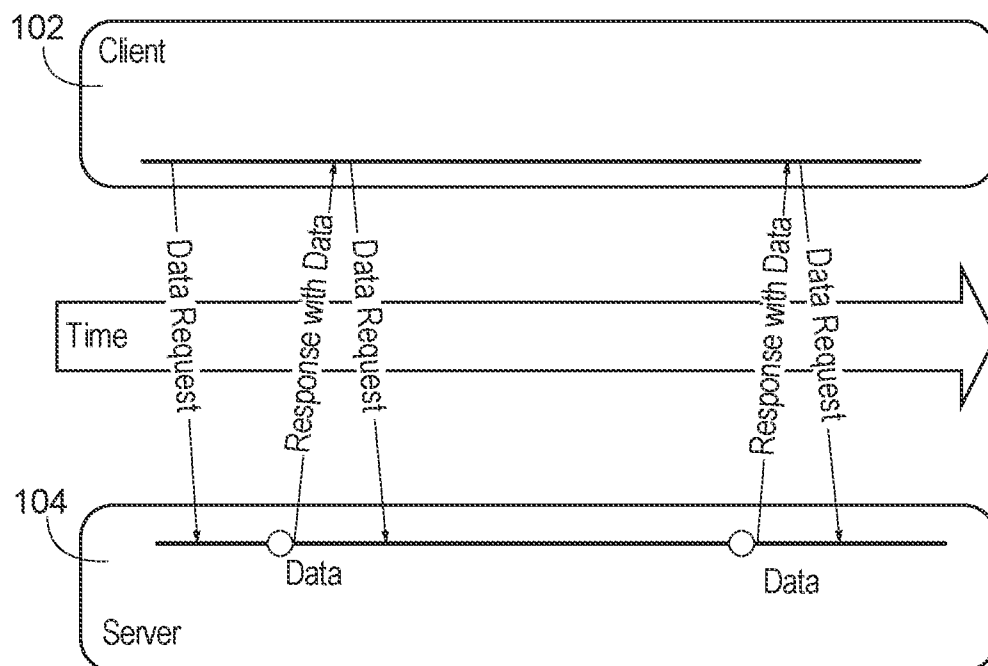 102
Client
Data Request
Response with Data
Data Request
Response with Data
Data Request
Time
104
Data
Data
Server